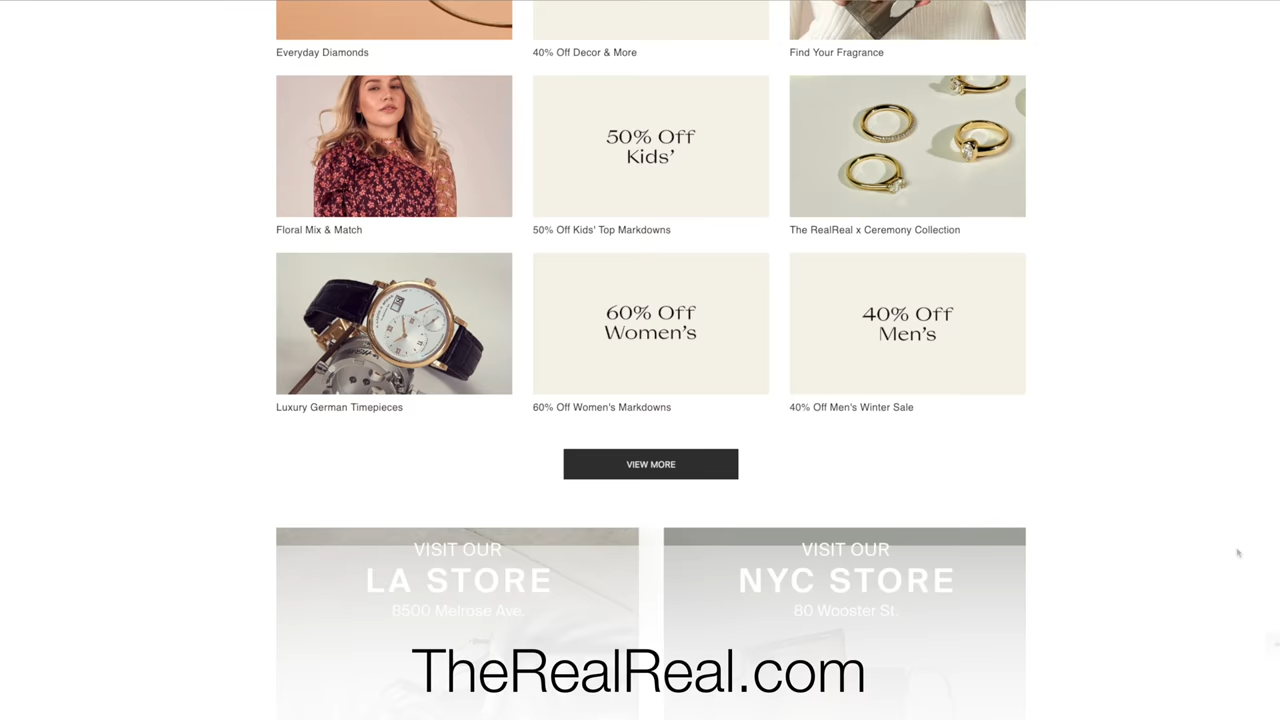 Everyday Diamonds
40% Off Decor & More
Find Your Fragrance
50% Off
Kids'
Floral Mix & Match
50% Off Kids' Top Markdowns
The RealReal x Ceremony Collection
60% Off
Women's
40% Off
Men's
Luxury German Timepieces
60% Off Women's Markdowns
40% Off Men's Winter Sale
VIEW MORE
VISIT OUR
LA STORE
8500 Melrose Ave.
VISIT OUR
NYC STORE
80 Wooster St.
TheRealReal.com